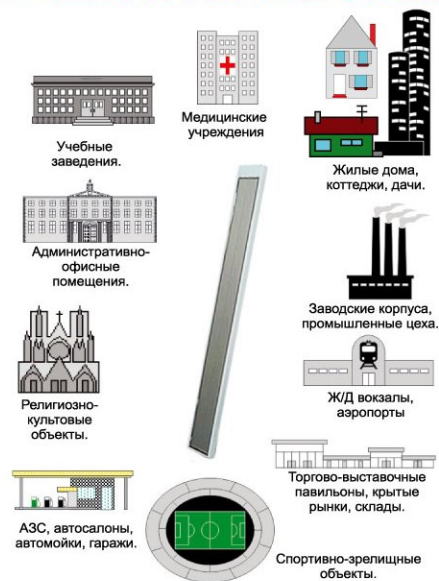 Учебные
заведения.
Медицинские
учреждения
Жилые дома,
коттеджи, дачи.
Административно-
офисные
помещения.
Заводские корпуса,
промышленные цеха.
Религиозно-
культовые
объекты.
Ж/Д вокзалы,
аэропорты
Торгово-выставочные
павильоны, крытые
рынки, склады.
АЗС, автосалоны,
автомойки, гаражи.
Спортивно-зрелищные
объекты.